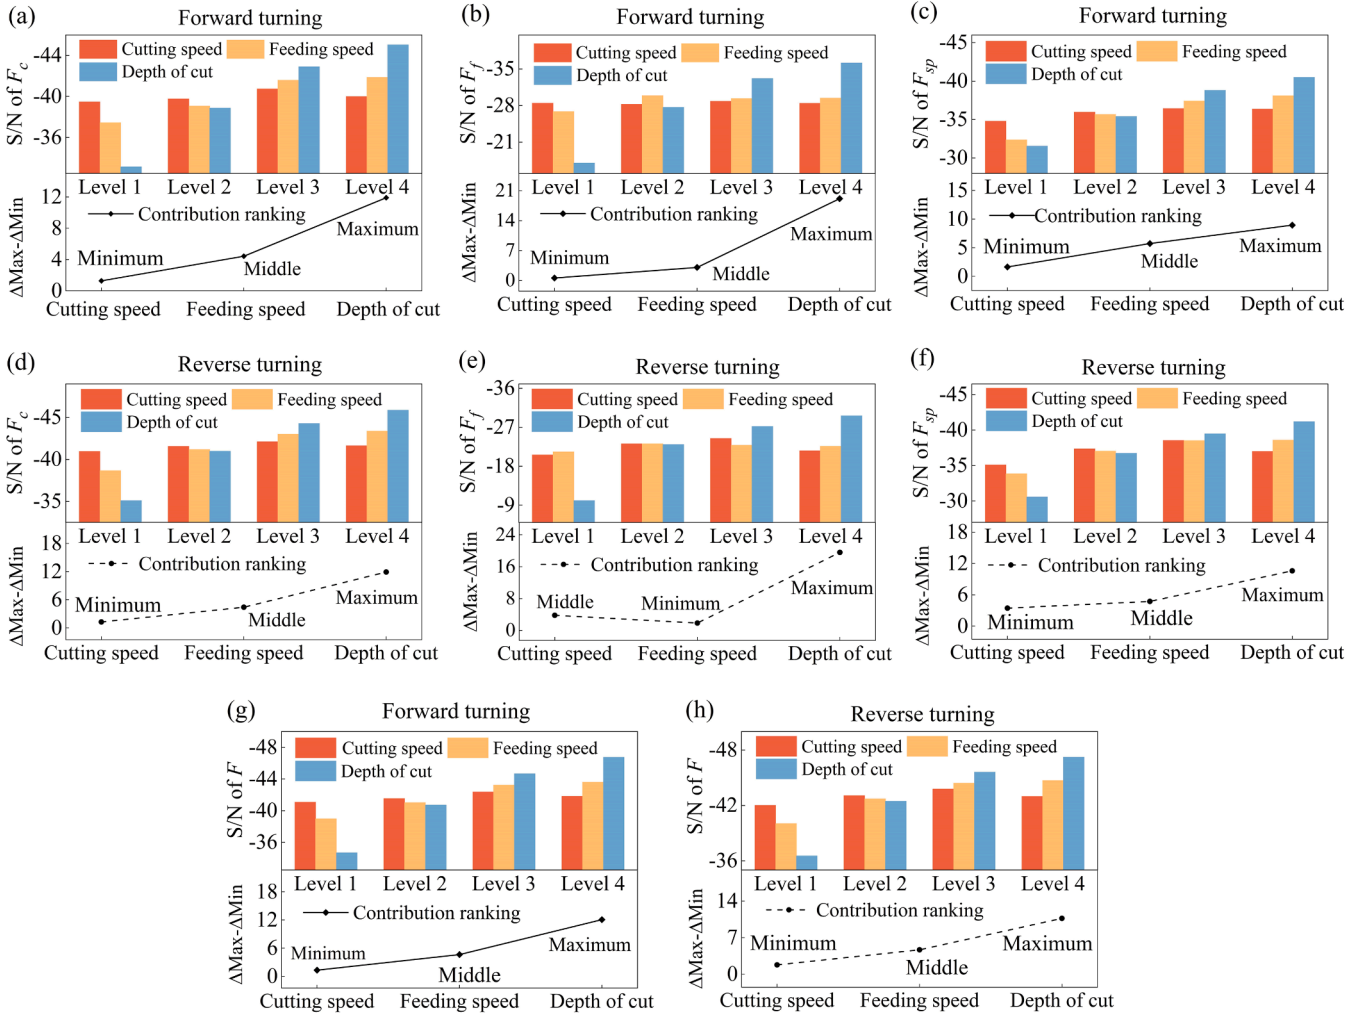 (a)
Forward turning
S/N of Fc
-44
-40
-36
Cutting speed
Feeding speed
Depth of cut
Level 1 Level 2 Level 3 Level 4
ΔMax-ΔMin
12
8
4
0
Contribution ranking
Minimum
Middle
Maximum
Cutting speed Feeding speed Depth of cut
(b)
Forward turning
S/N of Ff
-35
-28
-21
Cutting speed
Feeding speed
Depth of cut
Level 1 Level 2 Level 3 Level 4
ΔMax-ΔMin
21
14
7
0
Contribution ranking
Minimum
Middle
Maximum
Cutting speed Feeding speed Depth of cut
(c)
Forward turning
S/N of Fsp
-45
-40
-35
-30
Cutting speed
Feeding speed
Depth of cut
Level 1 Level 2 Level 3 Level 4
ΔMax-ΔMin
15
10
5
0
Contribution ranking
Minimum
Middle
Maximum
Cutting speed Feeding speed Depth of cut
(d)
Reverse turning
S/N of Fc
-45
-40
-35
Cutting speed
Feeding speed
Depth of cut
Level 1 Level 2 Level 3 Level 4
ΔMax-ΔMin
18
12
6
0
Contribution ranking
Minimum
Middle
Maximum
Cutting speed Feeding speed Depth of cut
(e)
Reverse turning
S/N of Ff
-36
-27
-18
-9
Cutting speed
Feeding speed
Depth of cut
Level 1 Level 2 Level 3 Level 4
ΔMax-ΔMin
24
16
8
0
Contribution ranking
Middle
Minimum
Maximum
Cutting speed Feeding speed Depth of cut
(f)
Reverse turning
S/N of Fsp
-45
-40
-35
-30
Cutting speed
Feeding speed
Depth of cut
Level 1 Level 2 Level 3 Level 4
ΔMax-ΔMin
18
12
6
0
Contribution ranking
Minimum
Middle
Maximum
Cutting speed Feeding speed Depth of cut
(g)
Forward turning
S/N of F
-48
-44
-40
-36
Cutting speed
Feeding speed
Depth of cut
Level 1 Level 2 Level 3 Level 4
ΔMax-ΔMin
18
12
6
0
Contribution ranking
Minimum
Middle
Maximum
Cutting speed Feeding speed Depth of cut
(h)
Reverse turning
S/N of F
-48
-42
-36
Cutting speed
Feeding speed
Depth of cut
Level 1 Level 2 Level 3 Level 4
ΔMax-ΔMin
14
7
0
Contribution ranking
Minimum
Middle
Maximum
Cutting speed Feeding speed Depth of cut